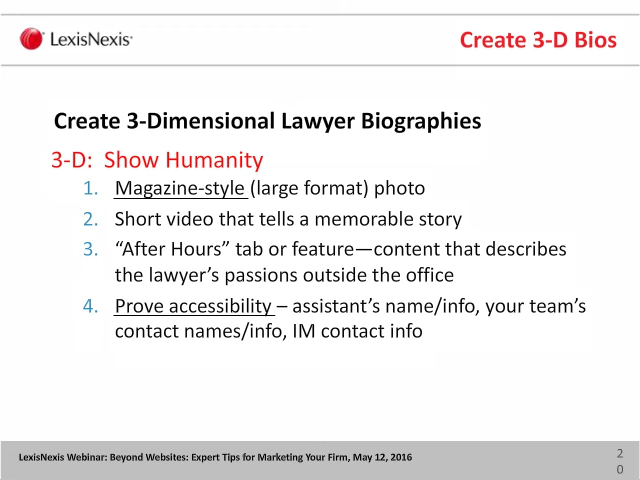 LexisNexis®
Create 3-D Bios
Create 3-Dimensional Lawyer Biographies
3-D: Show Humanity
1. Magazine-style (large format) photo
2. Short video that tells a memorable story
3. “After Hours” tab or feature—content that describes
the lawyer’s passions outside the office
4. Prove accessibility – assistant’s name/info, your team’s
contact names/info, IM contact info
LexisNexis Webinar: Beyond Websites: Expert Tips for Marketing Your Firm, May 12, 2016
2
0